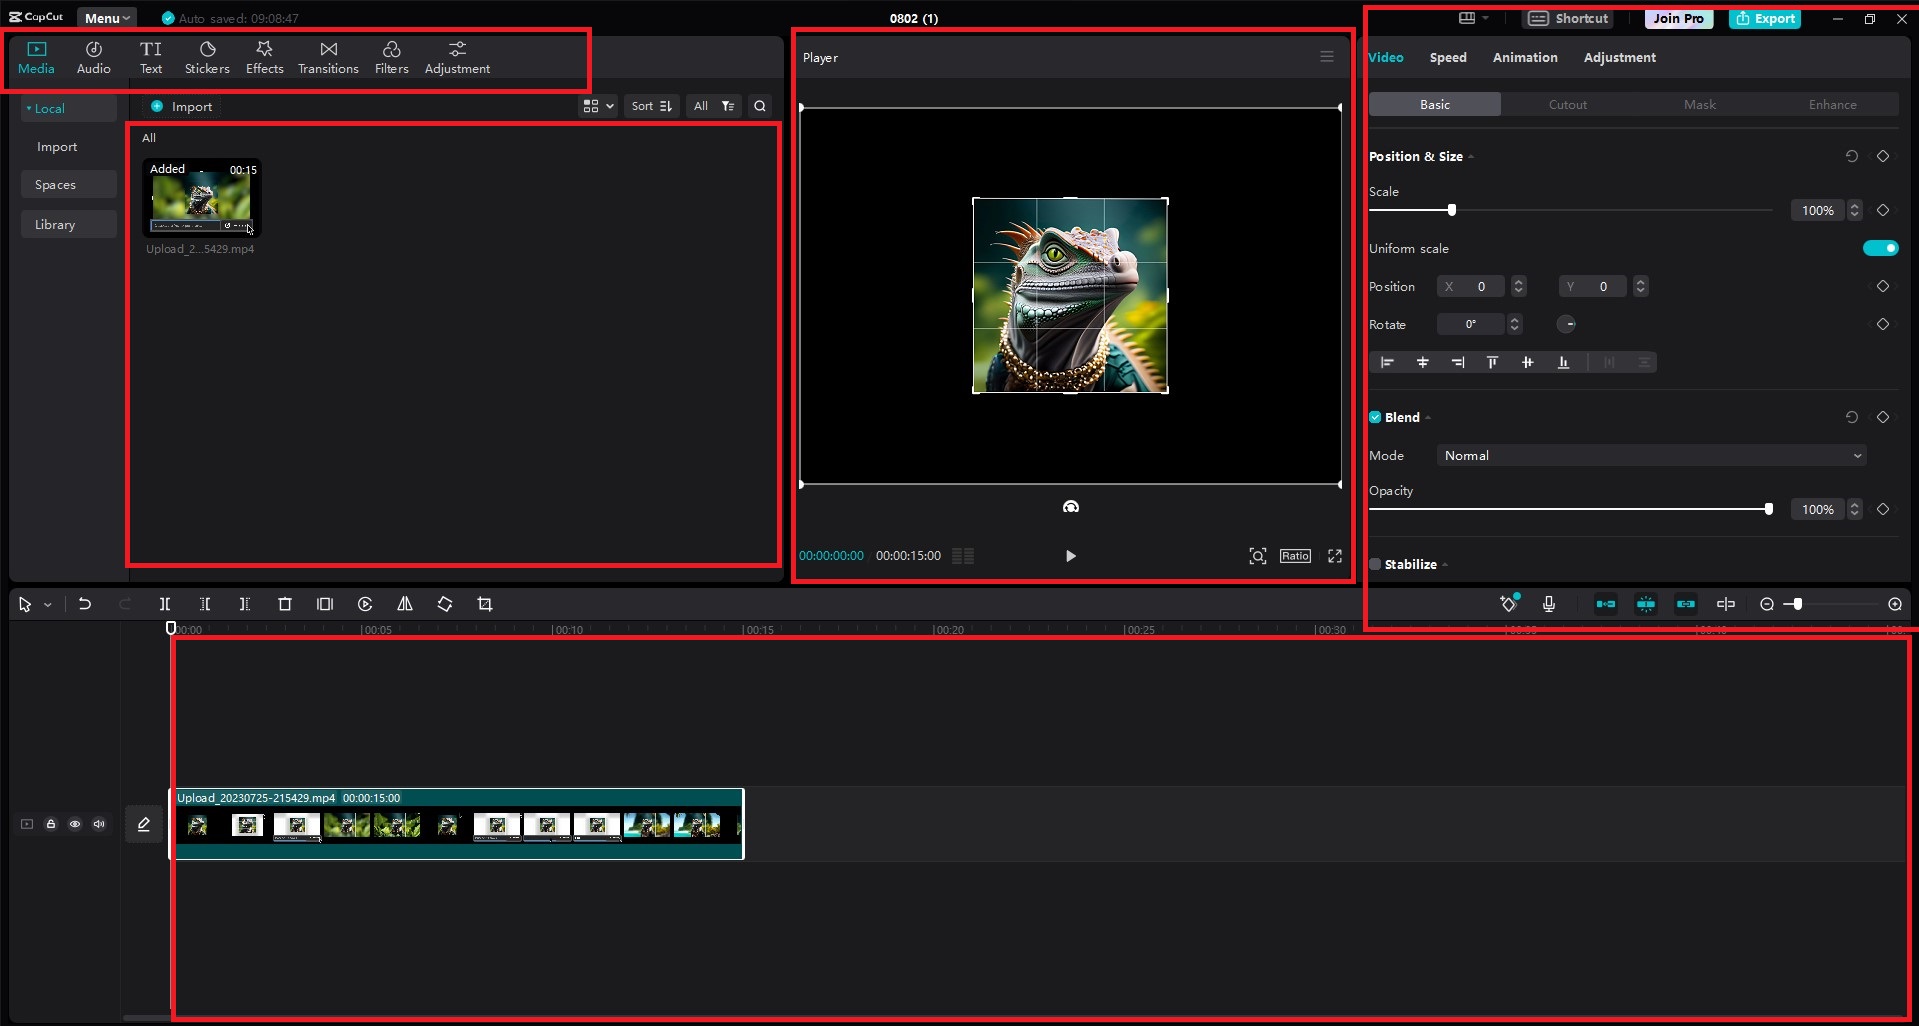 CapCut
Menu
Auto saved: 09:08:47
0802 (1)
Shortcut
Join Pro
Export
Media
Audio
TI
Text
Stickers
Effects
Transitions
Filters
Adjustment
Player
Video
Speed
Animation
Adjustment
Local
Import
Sort
All
Basic
Cutout
Mask
Enhance
Import
Spaces
Library
All
Added
00:15
Upload_2...5429.mp4
Position & Size
Scale
100%
Uniform scale
Position
X
0
Y
0
Rotate
0°
Blend
Mode
Normal
Opacity
100%
Stabilize
00:00:00:00
00:00:15:00
Ratio
00:00
00:05
00:10
00:15
00:20
00:25
00:30
Upload_20230725-215429.mp4
00:00:15:00